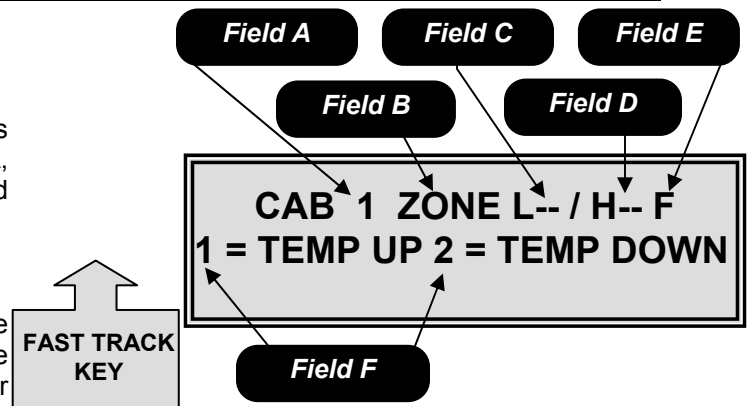 Field A Field C Field E
Field B Field D
s
,
d
CAB 1 ZONE L-- / H-- F
1 = TEMP UP 2 = TEMP DOWN
e
e
r
FAST TRACK
KEY
Field F